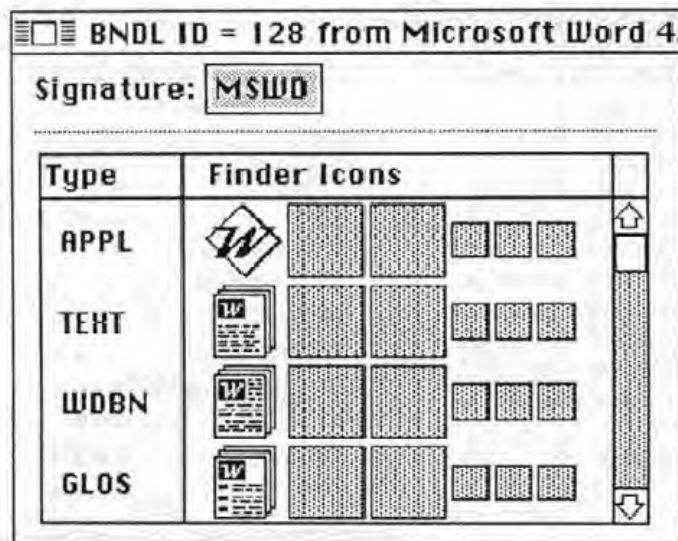 BNDL ID = 128 from Microsoft Word 4
Signature: MSWD
Type Finder Icons
APPL W
TEXT W
WDBN W
GLOS W